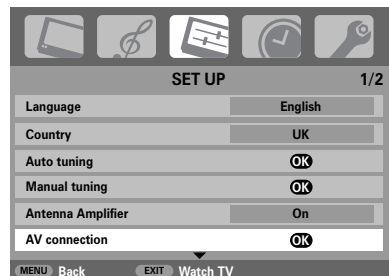 SET UP 1/2
Language English
Country UK
Auto tuning OK
Manual tuning OK
Antenna Amplifier On
AV connection OK
MENU Back EXIT Watch TV